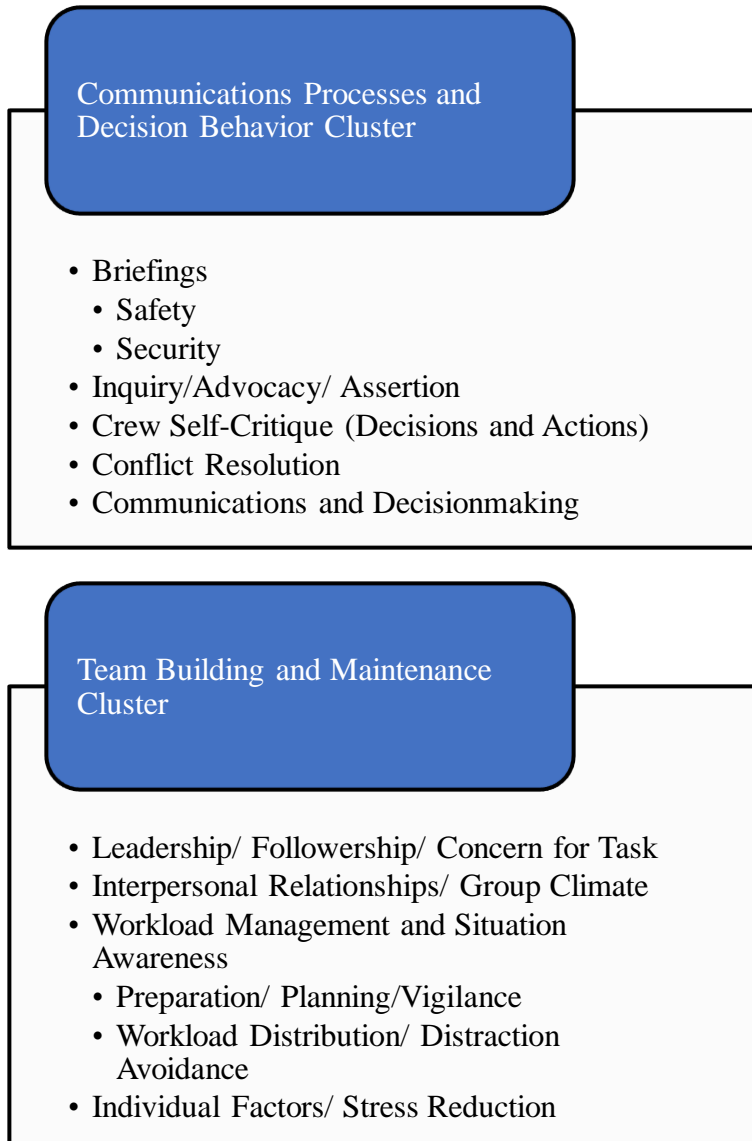 Communications Processes and
Decision Behavior Cluster
• Briefings
• Safety
• Security
• Inquiry/Advocacy/ Assertion
• Crew Self-Critique (Decisions and Actions)
• Conflict Resolution
• Communications and Decisionmaking
Team Building and Maintenance
Cluster
• Leadership/ Followership/ Concern for Task
• Interpersonal Relationships/ Group Climate
• Workload Management and Situation
Awareness
• Preparation/ Planning/Vigilance
• Workload Distribution/ Distraction
Avoidance
• Individual Factors/ Stress Reduction